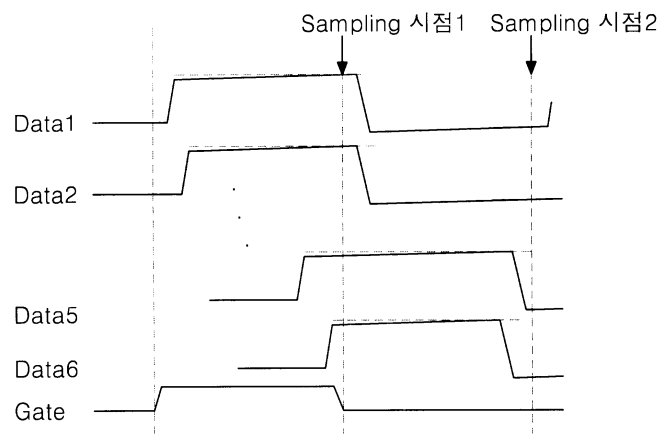 Sampling 시점1 Sampling 시점2
Data1
Data2
Data5
Data6
Gate